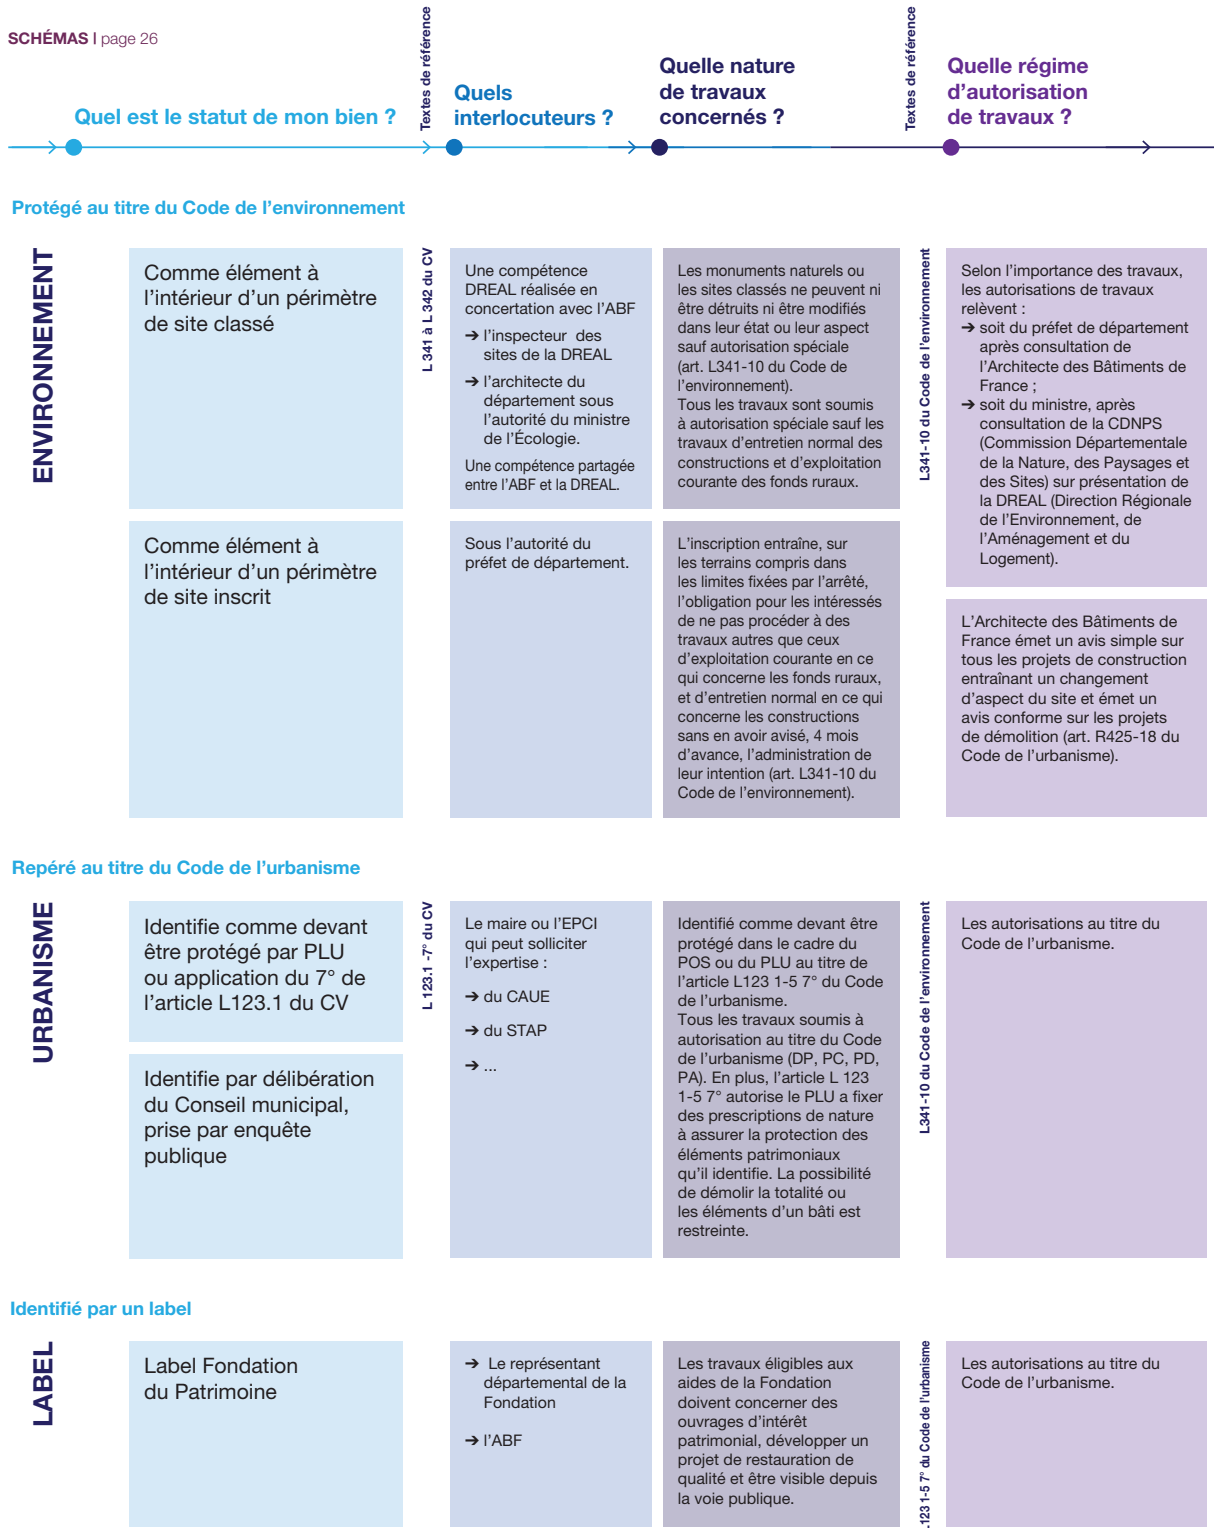 SCHÉMAS I page 26
Quel est le statut de mon bien ?
Textes de référence
Quels
interlocuteurs ?
Quelle nature
de travaux
concernés ?
Textes de référence
Quelle régime
d'autorisation
de travaux ?
Protégé au titre du Code de l'environnement
ENVIRONNEMENT
Comme élément à
l'intérieur d'un périmètre
de site classé
L 341 à L 342 du CV
Une compétence
DREAL réalisée en
concertation avec l'ABF
➔ l'inspecteur des
sites de la DREAL
➔ l'architecte du
département sous
l'autorité du ministre
de l'Écologie.
Une compétence partagée
entre l'ABF et la DREAL.
Les monuments naturels ou
les sites classés ne peuvent ni
être détruits ni être modifiés
dans leur état ou leur aspect
sauf autorisation spéciale
(art. L341-10 du Code de
l'environnement).
Tous les travaux sont soumis
à autorisation spéciale sauf les
travaux d'entretien normal des
constructions et d'exploitation
courante des fonds ruraux.
L341-10 du Code de l'environnement
Selon l'importance des travaux,
les autorisations de travaux
relèvent :
➔ soit du préfet de département
après consultation de
l'Architecte des Bâtiments de
France ;
➔ soit du ministre, après
consultation de la CDNPS
(Commission Départementale
de la Nature, des Paysages et
des Sites) sur présentation de
la DREAL (Direction Régionale
de l'Environnement, de
l'Aménagement et du
Logement).
Comme élément à
l'intérieur d'un périmètre
de site inscrit
Sous l'autorité du
préfet de département.
L'inscription entraîne, sur
les terrains compris dans
les limites fixées par l'arrêté,
l'obligation pour les intéressés
de ne pas procéder à des
travaux autres que ceux
d'exploitation courante en ce
qui concerne les fonds ruraux,
et d'entretien normal en ce qui
concerne les constructions
sans en avoir avisé, 4 mois
d'avance, l'administration de
leur intention (art. L341-10 du
Code de l'environnement).
L'Architecte des Bâtiments de
France émet un avis simple sur
tous les projets de construction
entraînant un changement
d'aspect du site et émet un
avis conforme sur les projets
de démolition (art. R425-18 du
Code de l'urbanisme).
Repéré au titre du Code de l'urbanisme
URBANISME
Identifie comme devant
être protégé par PLU
ou application du 7° de
l'article L123.1 du CV
L 123.1 -7° du CV
Le maire ou l'EPCI
qui peut solliciter
l'expertise :
➔ du CAUE
➔ du STAP
➔ ...
Identifié comme devant être
protégé dans le cadre du
POS ou du PLU au titre de
l'article L123 1-5 7° du Code
de l'urbanisme.
Tous les travaux soumis à
autorisation au titre du Code
de l'urbanisme (DP, PC, PD,
PA). En plus, l'article L 123
1-5 7° autorise le PLU a fixer
des prescriptions de nature
à assurer la protection des
éléments patrimoniaux
qu'il identifie. La possibilité
de démolir la totalité ou
les éléments d'un bâti est
restreinte.
L341-10 du Code de l'environnement
Les autorisations au titre du
Code de l'urbanisme.
Identifie par délibération
du Conseil municipal,
prise par enquête
publique
Identifié par un label
LABEL
Label Fondation
du Patrimoine
➔ Le représentant
départemental de la
Fondation
➔ l'ABF
Les travaux éligibles aux
aides de la Fondation
doivent concerner des
ouvrages d'intérêt
patrimonial, développer un
projet de restauration de
qualité et être visible depuis
la voie publique.
L123 1-5 7° du Code de l'urbanisme
Les autorisations au titre du
Code de l'urbanisme.